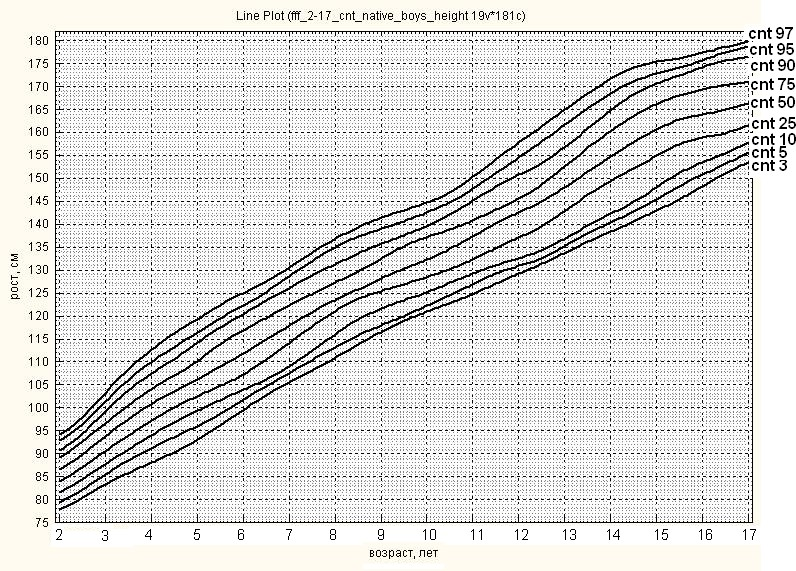 Line Plot (fff_2-17_cnt_native_boys_height 19v*181c)
cnt 97
cnt 95
cnt 90
cnt 75
cnt 50
cnt 25
cnt 10
cnt 5
cnt 3
180
175
170
165
160
155
150
145
140
135
130
125
120
115
110
105
100
95
90
85
80
75
рост, см
2 3 4 5 6 7 8 9 10 11 12 13 14 15 16 17
возраст, лет